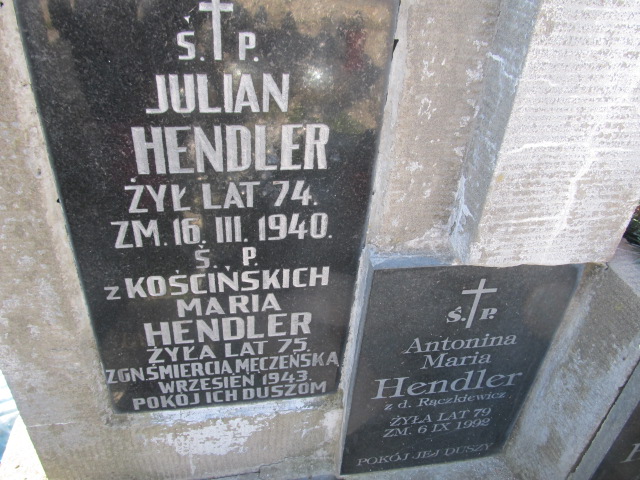 Ś. P.
JULIAN
HENDLER
ŻYŁ LAT 74.
ZM. 16. III. 1940.
Ś. P.
Z KOŚCIŃSKICH
MARIA
HENDLER
ŻYŁA LAT 75.
ZGN ŚMIERCIĄ MĘCZEŃSKĄ
WRZESIEŃ 1943
POKÓJ ICH DUSZOM
Ś. P.
Antonina
Maria
Hendler
z d. Rączkiewicz
ŻYŁA LAT 79
ZM. 6 IX 1992
POKÓJ JEJ DUSZY